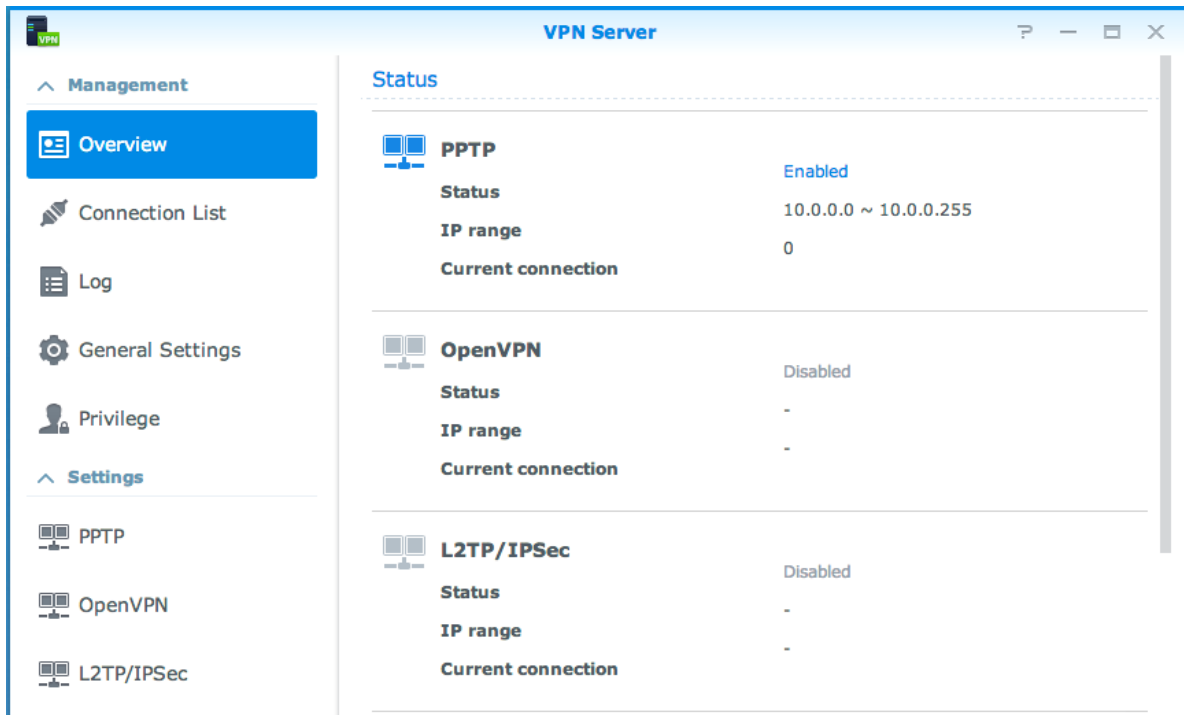 VPN
VPN Server
?
Management
Overview
Connection List
Log
General Settings
Privilege
Settings
PPTP
OpenVPN
L2TP/IPSec
Status
PPTP
Status
Enabled
IP range
10.0.0.0 ~ 10.0.0.255
Current connection
0
OpenVPN
Status
Disabled
IP range
-
Current connection
-
L2TP/IPSec
Status
Disabled
IP range
-
Current connection
-